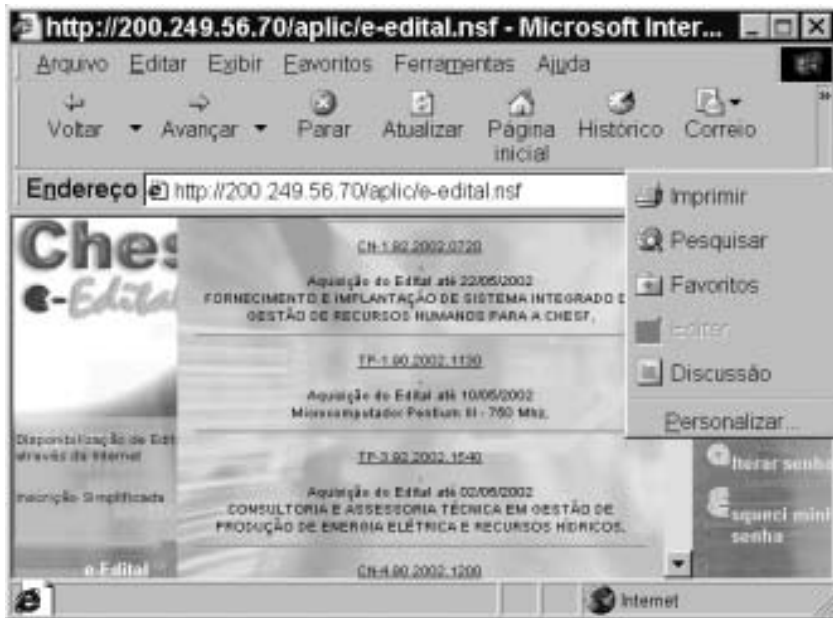 http://200.249.56.70/aplic/e-edital.nsf - Microsoft Inter...
Arquivo Editar Exibir Favoritos Ferramentas Ajuda
Voltar Avançar Parar Atualizar Página inicial Histórico Correio
Endereço http://200.249.56.70/aplic/e-edital.nsf
Imprimir
Pesquisar
Favoritos
Editar
Discussão
Personalizar...
Ches
e-Edital
Disponibilização de Edit
através da Internet
Inscrição Simplificada
e-Edital
CN-1.92.2002.0720
Aquisição do Edital até 22/05/2002
FORNECIMENTO E IMPLANTAÇÃO DE SISTEMA INTEGRADO D
GESTÃO DE RECURSOS HUMANOS PARA A CHESF.
TP-1.90.2002.1130
Aquisição do Edital até 10/05/2002
Microcomputador Pentium III - 750 Mhz.
TP-3.92.2002.1540
Aquisição do Edital até 02/05/2002
CONSULTORIA E ASSESSORIA TÉCNICA EM GESTÃO DE
PRODUÇÃO DE ENERGIA ELÉTRICA E RECURSOS HÍDRICOS.
CN-4.90.2002.1200
lterar senha
squeci minh
senha
Internet